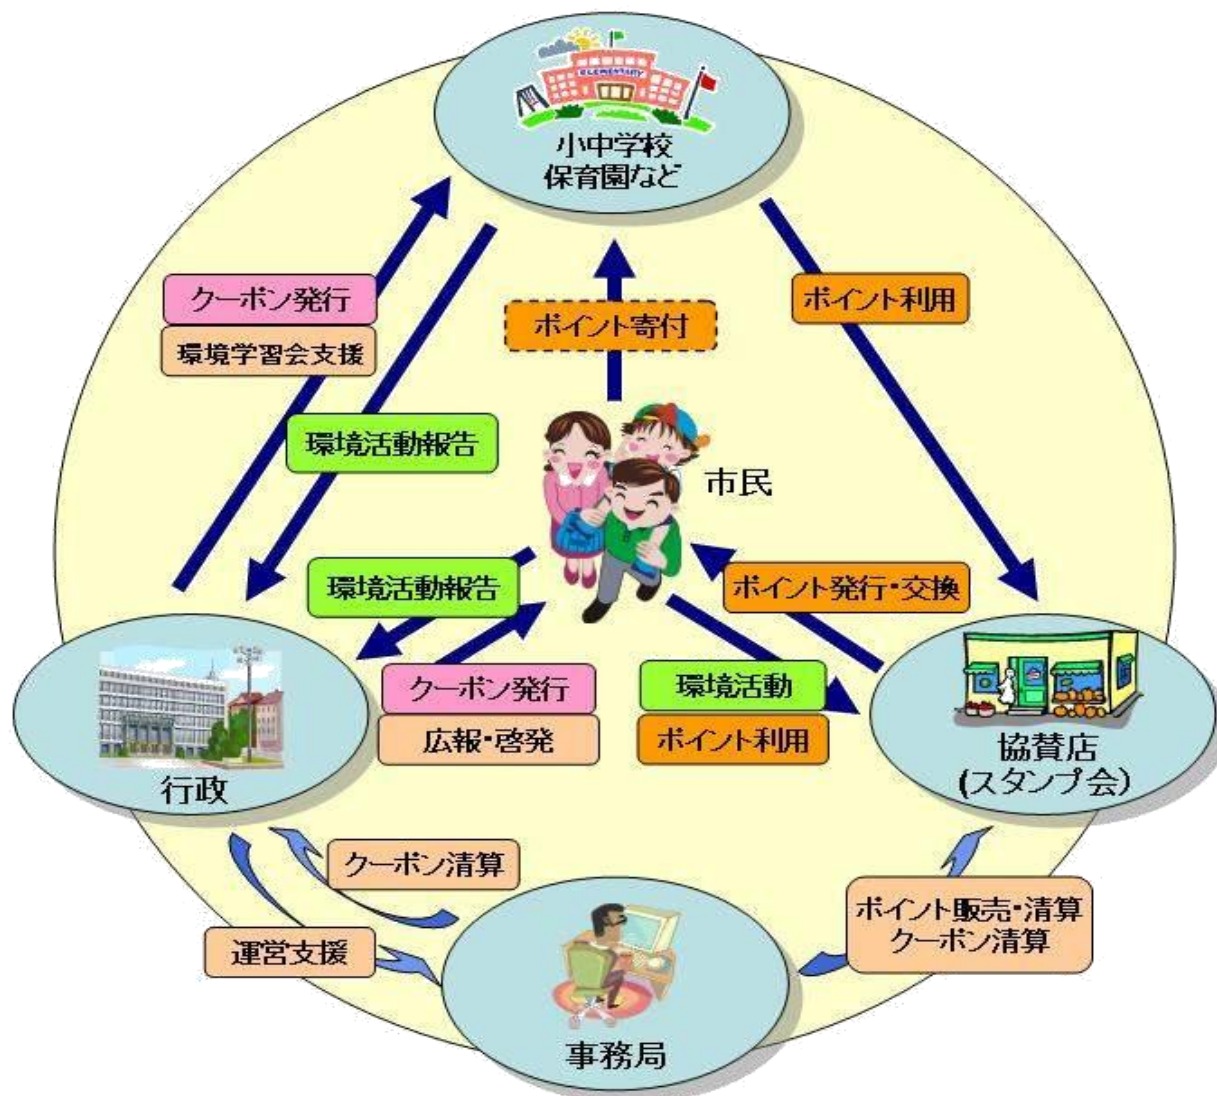 ELEMENTARY
小中学校
保育園など
クーポン発行
環境学習会支援
ポイント寄付
ポイント利用
環境活動報告
市民
環境活動報告
ポイント発行・交換
クーポン発行
広報・啓発
環境活動
ポイント利用
行政
協賛店
(スタンプ会)
クーポン清算
運営支援
ポイント販売・清算
クーポン清算
事務局